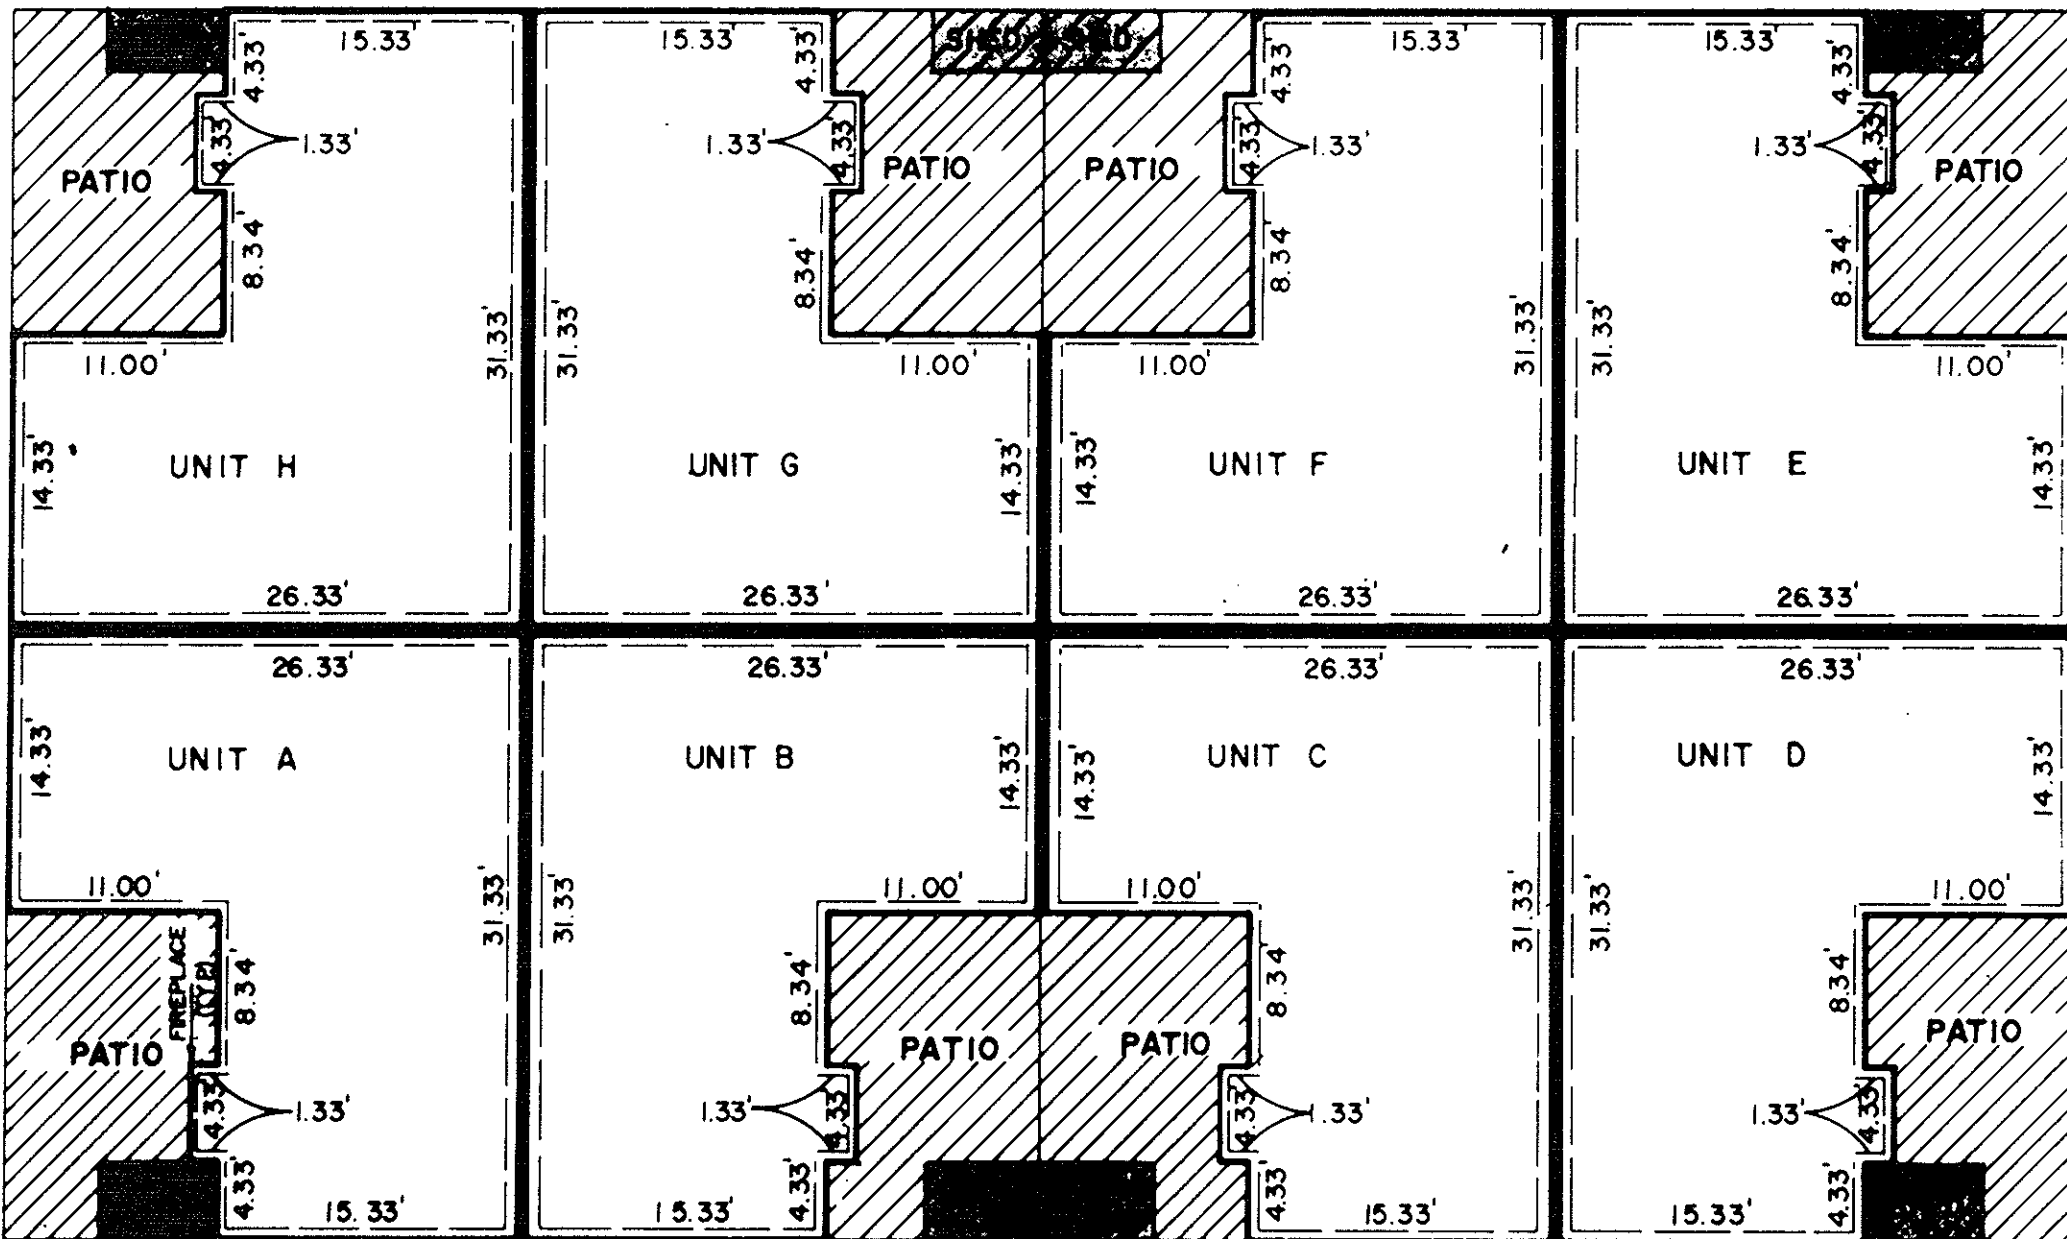 15.33' 15.33' SHED SHED 15.33' 15.33'
4.33' 4.33' 4.33' 4.33'
4.33' 1.33' 1.33' 4.33' 4.33' 1.33' 1.33' 4.33'
PATIO PATIO PATIO PATIO
8.34' 8.34' 8.34' 8.34'
31.33' 31.33' 31.33' 31.33'
11.00' 11.00' 11.00' 11.00'
14.33' UNIT H UNIT G 14.33' 14.33' UNIT F UNIT E 14.33'
26.33' 26.33' 26.33' 26.33'
26.33' 26.33' 26.33' 26.33'
14.33' UNIT A UNIT B 14.33' 14.33' UNIT C UNIT D 14.33'
11.00' 11.00' 11.00' 11.00'
31.33' 31.33' 31.33' 31.33'
FIREPLACE
(TYP.)
8.34' 8.34' 8.34 8.34'
PATIO PATIO PATIO PATIO
4.33' 1.33' 1.33' 4.33' 4.33' 1.33' 1.33' 4.33'
4.33' 4.33' 4.33' 4.33'
15.33' 15.33' 15.33' 15.33'